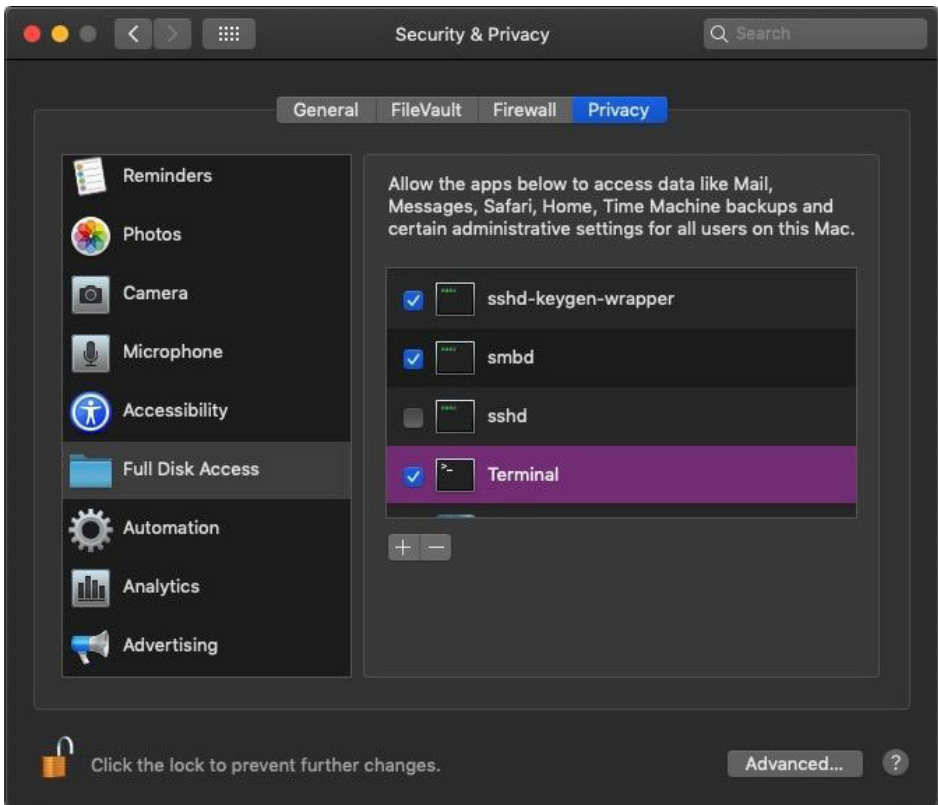 Security & Privacy
Search
General
FileVault
Firewall
Privacy
Reminders
Photos
Camera
Microphone
Accessibility
Full Disk Access
Automation
Analytics
Advertising
Allow the apps below to access data like Mail,
Messages, Safari, Home, Time Machine backups and
certain administrative settings for all users on this Mac.
sshd-keygen-wrapper
smbd
sshd
>_
Terminal
+
−
Click the lock to prevent further changes.
Advanced...
?